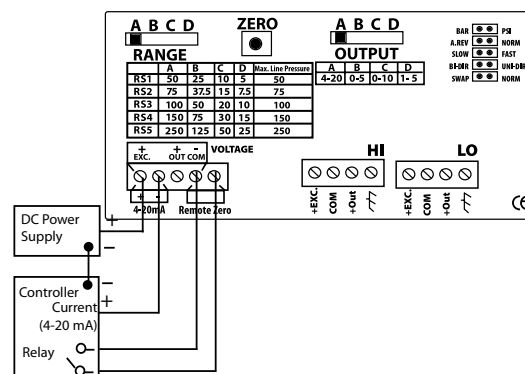 A B C D
RANGE
ZERO
A B C D
OUTPUT
A B C D
4-20 0-5 0-10 1- 5
BAR PSI
A.REV NORM
SLOW FAST
BI-DIR UNI-DIR
SWAP NORM
A B C D Max. Line Pressure
RS1 50 25 10 5 50
RS2 75 37.5 15 7.5 75
RS3 100 50 20 10 100
RS4 150 75 30 15 150
RS5 250 125 50 25 250
+ + -
EXC. OUT COM VOLTAGE
+ -
4-20mA Remote Zero
HI
+EXC.
COM
+Out
LO
+EXC.
COM
+Out
CE
DC Power
Supply
+
−
−
Controller
Current
(4-20 mA)
+
Relay